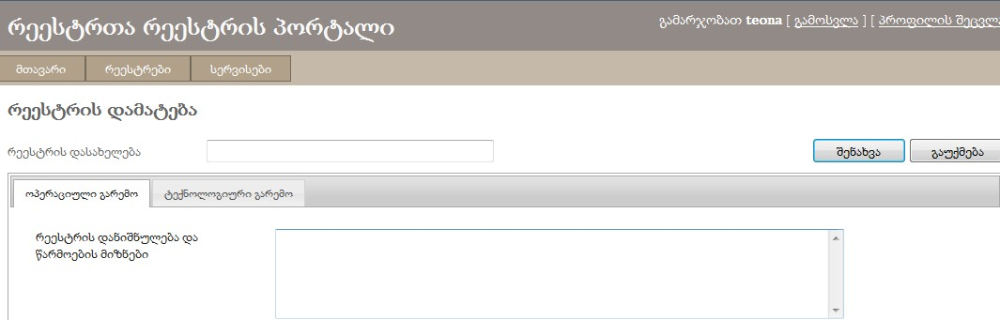 რეესტრთა რეესტრის პორტალი
გამარჯობათ teona [ გამოსვლა ] [ პროფილის შეცვლ
მთავარი რეესტრები სერვისები
რეესტრის დამატება
რეესტრის დასახელება შენახვა გაუქმება
ოპერაციული გარემო ტექნოლოგიური გარემო
რეესტრის დანიშნულება და
წარმოების მიზნები